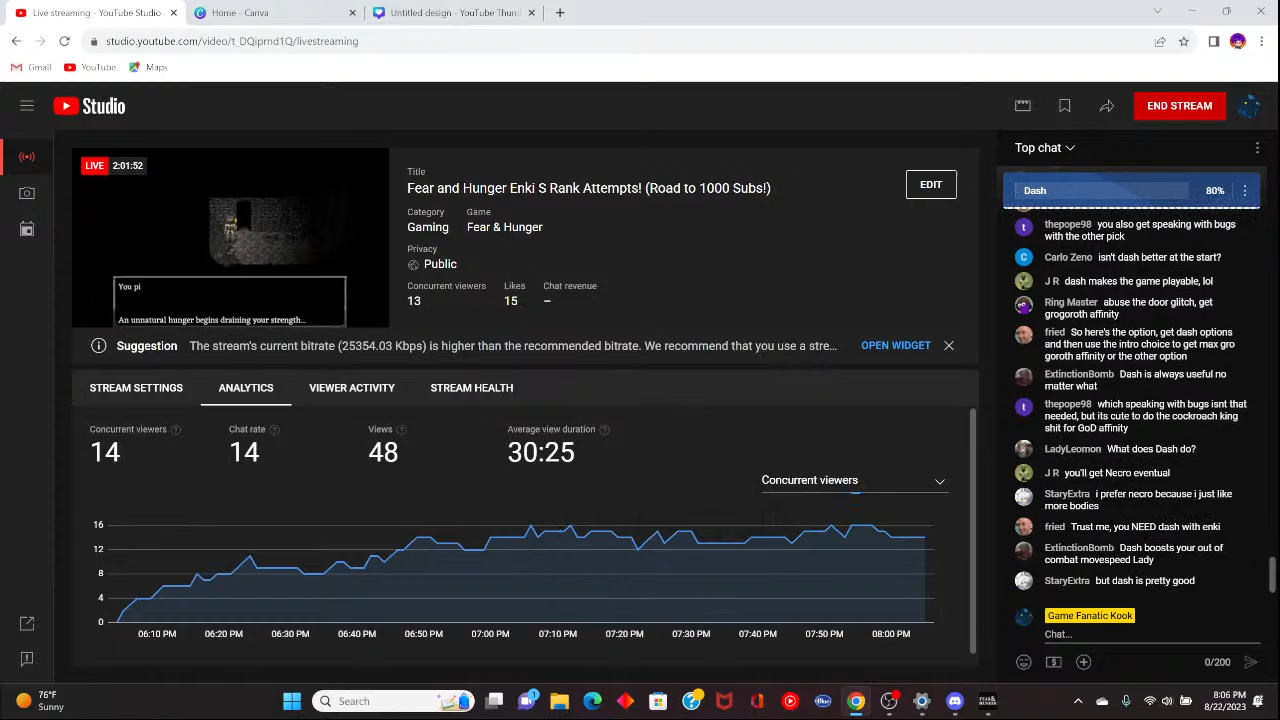 Live streaming - YouTube Studio
Home - Canva
Untitled design - YouTube Thumb
studio.youtube.com/video/t_DQiprnd1Q/livestreaming
Gmail
YouTube
Maps
Studio
END STREAM
LIVE 2:01:52
You pi
An unnatural hunger begins draining your strength...
Title
Fear and Hunger Enki S Rank Attempts! (Road to 1000 Subs!)
EDIT
Category Game
Gaming Fear & Hunger
Privacy
Public
Concurrent viewers Likes Chat revenue
13 15 –
Suggestion The stream's current bitrate (25354.03 Kbps) is higher than the recommended bitrate. We recommend that you use a stre...
OPEN WIDGET
STREAM SETTINGS ANALYTICS VIEWER ACTIVITY STREAM HEALTH
Concurrent viewers Chat rate Views Average view duration
14 14 48 30:25
Concurrent viewers
16
12
8
4
0
06:10 PM 06:20 PM 06:30 PM 06:40 PM 06:50 PM 07:00 PM 07:10 PM 07:20 PM 07:30 PM 07:40 PM 07:50 PM 08:00 PM
Top chat
Dash 80%
t thepope98 you also get speaking with bugs
with the other pick
C Carlo Zeno isn't dash better at the start?
J R dash makes the game playable, lol
Ring Master abuse the door glitch, get
grogoroth affinity
fried So here's the option, get dash options
and then use the intro choice to get max gro
goroth affinity or the other option
ExtinctionBomb Dash is always useful no
matter what
t thepope98 which speaking with bugs isnt that
needed, but its cute to do the cockroach king
shit for GoD affinity
LadyLeomon What does Dash do?
J R you'll get Necro eventual
StaryExtra i prefer necro because i just like
more bodies
fried Trust me, you NEED dash with enki
ExtinctionBomb Dash boosts your out of
combat movespeed Lady
StaryExtra but dash is pretty good
Game Fanatic Kook
Chat...
0/200
76°F
Sunny
Search
1
8:06 PM
8/22/2023